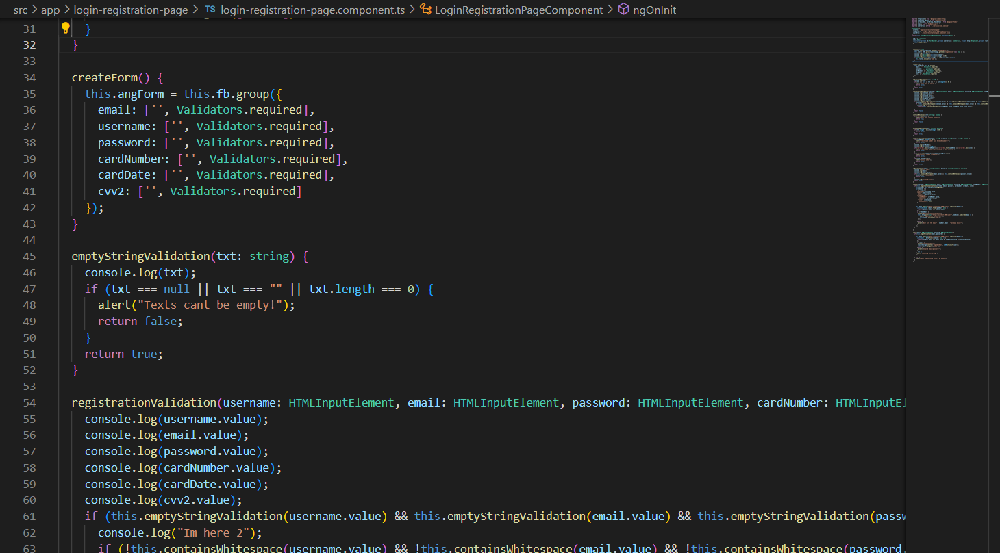 src > app > login-registration-page > TS login-registration-page.component.ts > LoginRegistrationPageComponent > ngOnInit
31     }
32   }
33
34   createForm() {
35     this.angForm = this.fb.group({
36       email: ['', Validators.required],
37       username: ['', Validators.required],
38       password: ['', Validators.required],
39       cardNumber: ['', Validators.required],
40       cardDate: ['', Validators.required],
41       cvv2: ['', Validators.required]
42     });
43   }
44
45   emptyStringValidation(txt: string) {
46     console.log(txt);
47     if (txt === null || txt === "" || txt.length === 0) {
48       alert("Texts cant be empty!");
49       return false;
50     }
51     return true;
52   }
53
54   registrationValidation(username: HTMLInputElement, email: HTMLInputElement, password: HTMLInputElement, cardNumber: HTMLInputEl
55     console.log(username.value);
56     console.log(email.value);
57     console.log(password.value);
58     console.log(cardNumber.value);
59     console.log(cardDate.value);
60     console.log(cvv2.value);
61     if (this.emptyStringValidation(username.value) && this.emptyStringValidation(email.value) && this.emptyStringValidation(passw
62       console.log("Im here 2");
63       if (!this.containsWhitespace(username.value) && !this.containsWhitespace(email.value) && !this.containsWhitespace(password.